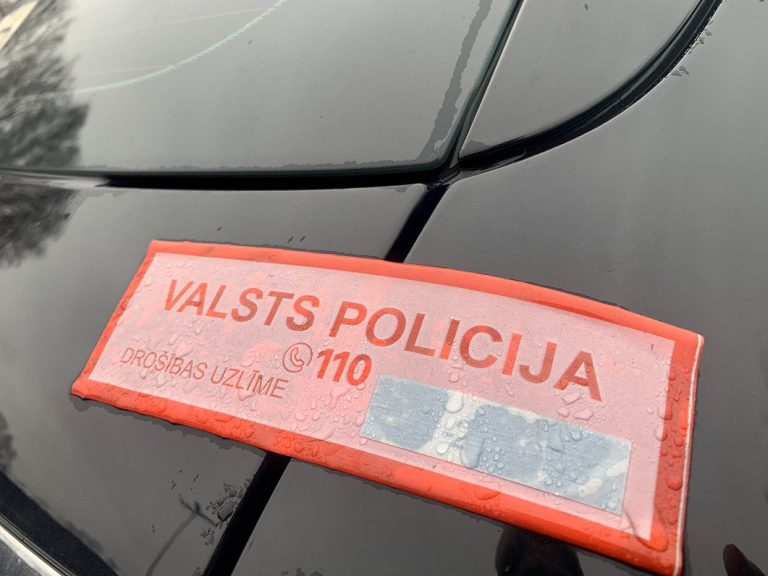 VALSTS POLICIJA
110
DROŠĪBAS UZLĪME